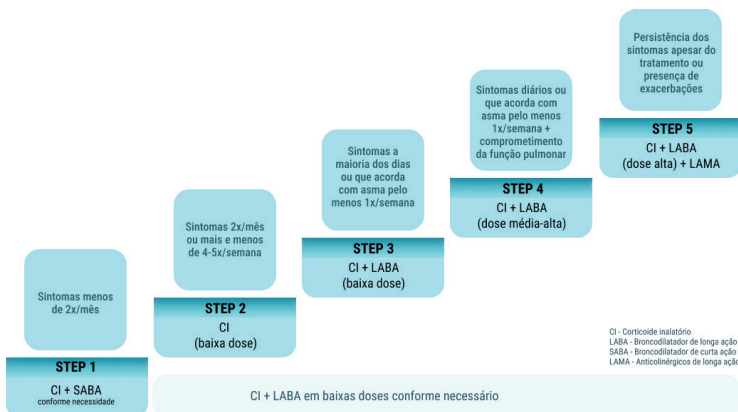 Sintomas menos
de 2x/mês
STEP 1
CI + SABA
conforme necessidade
Sintomas 2x/mês
ou mais e menos
de 4-5x/semana
STEP 2
CI
(baixa dose)
Sintomas a
maioria dos dias
ou que acorda
com asma pelo
menos 1x/semana
STEP 3
CI + LABA
(baixa dose)
Sintomas diários ou
que acorda com
asma pelo menos
1x/semana +
comprometimento
da função pulmonar
STEP 4
CI + LABA
(dose média-alta)
Persistência dos
sintomas apesar do
tratamento ou
presença de
exacerbações
STEP 5
CI + LABA
(dose alta) + LAMA
CI + LABA em baixas doses conforme necessário
CI - Corticoide inalatório
LABA - Broncodilatador de longa ação
SABA - Broncodilatador de curta ação
LAMA - Anticolinérgicos de longa ação